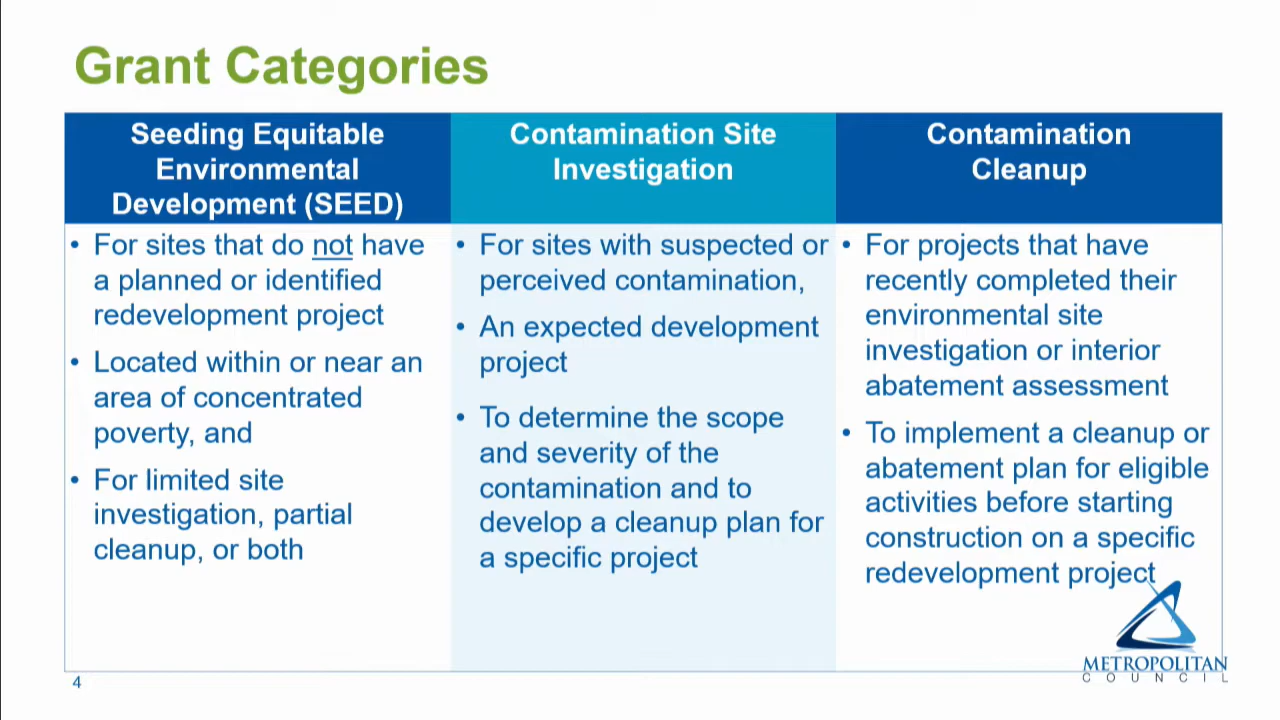 Grant Categories
Seeding Equitable
Environmental
Development (SEED)
• For sites that do not have
a planned or identified
redevelopment project
• Located within or near an
area of concentrated
poverty, and
• For limited site
investigation, partial
cleanup, or both
Contamination Site
Investigation
• For sites with suspected or
perceived contamination,
• An expected development
project
• To determine the scope
and severity of the
contamination and to
develop a cleanup plan for
a specific project
Contamination
Cleanup
• For projects that have
recently completed their
environmental site
investigation or interior
abatement assessment
• To implement a cleanup or
abatement plan for eligible
activities before starting
construction on a specific
redevelopment project
4
METROPOLITAN
COUNCIL